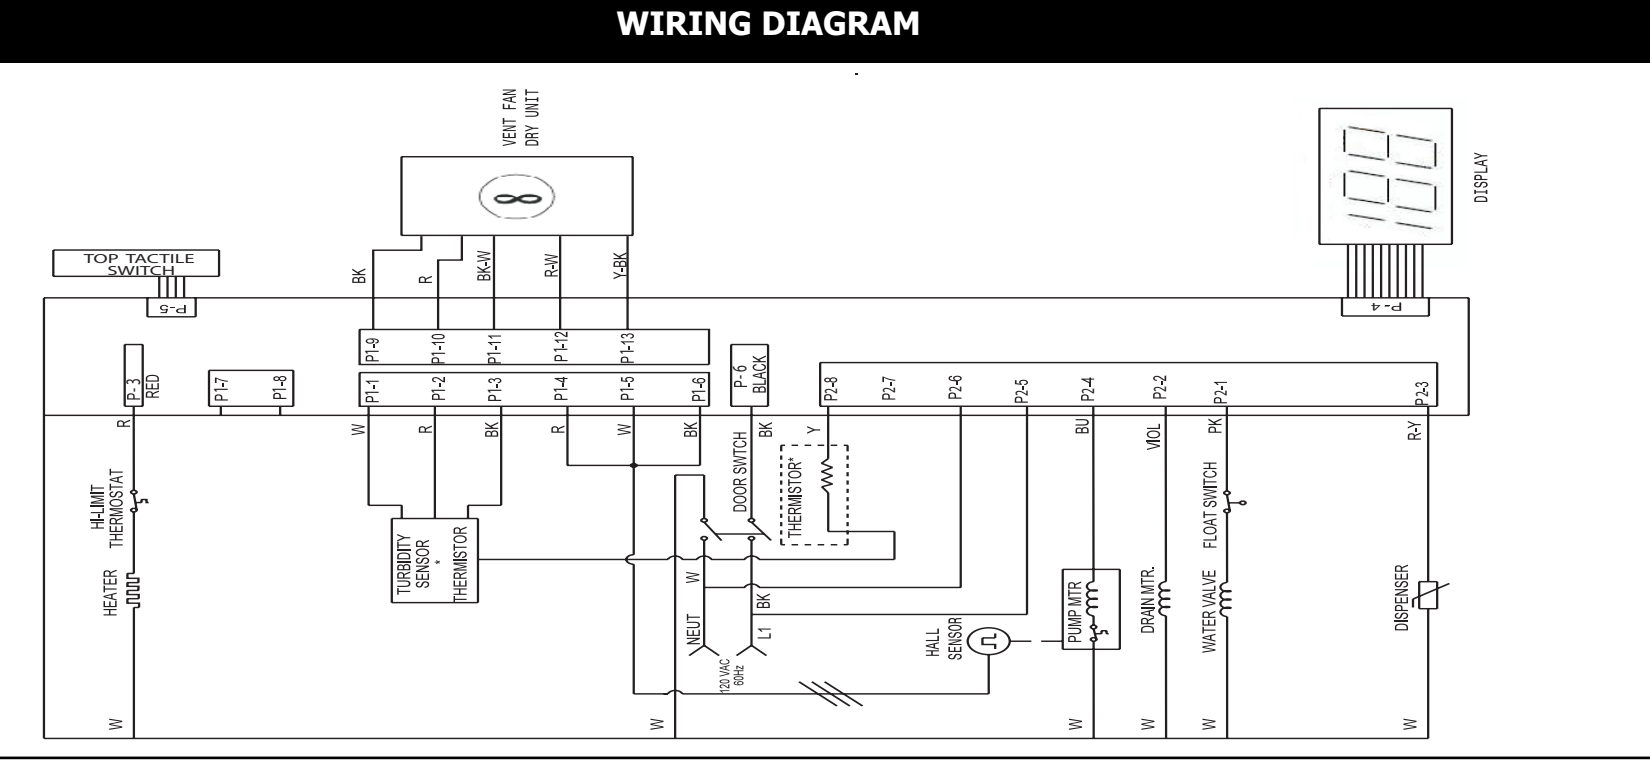 WIRING DIAGRAM
VENT FAN
DRY UNIT
DISPLAY
TOP TACTILE
SWITCH
P-5
P-4
BK
R
BK-W
R-W
Y-BK
P1-9
P1-10
P1-11
P1-12
P1-13
P-3
RED
P1-7
P1-8
P1-1
P1-2
P1-3
P1-4
P1-5
P1-6
P-6
BLACK
P2-8
P2-7
P2-6
P2-5
P2-4
P2-2
P2-1
P2-3
R
W
R
BK
R
W
BK
BK
Y
BU
VIOL
PK
R-Y
HI-LIMIT
THERMOSTAT
DOOR SWTCH
THERMISTOR*
FLOAT SWITCH
HEATER
TURBIDITY
SENSOR
*
THERMISTOR
W
BK
NEUT
L1
120 VAC
60Hz
HALL
SENSOR
PUMP MTR
DRAIN MTR.
WATER VALVE
DISPENSER
W
W
W
W
W
W